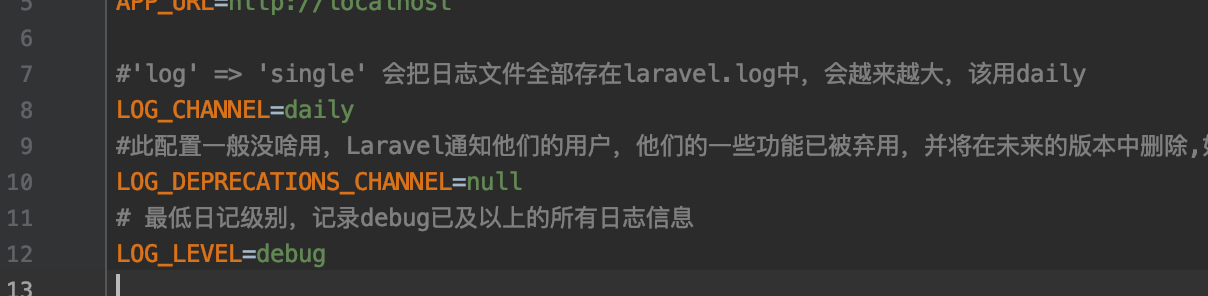 5 APP_URL=http://localhost
6
7 #'log' => 'single' 会把日志文件全部存在laravel.log中，会越来越大，该用daily
8 LOG_CHANNEL=daily
9 #此配置一般没啥用，Laravel通知他们的用户，他们的一些功能已被弃用，并将在未来的版本中删除,
10 LOG_DEPRECATIONS_CHANNEL=null
11 # 最低日记级别，记录debug已及以上的所有日志信息
12 LOG_LEVEL=debug
13